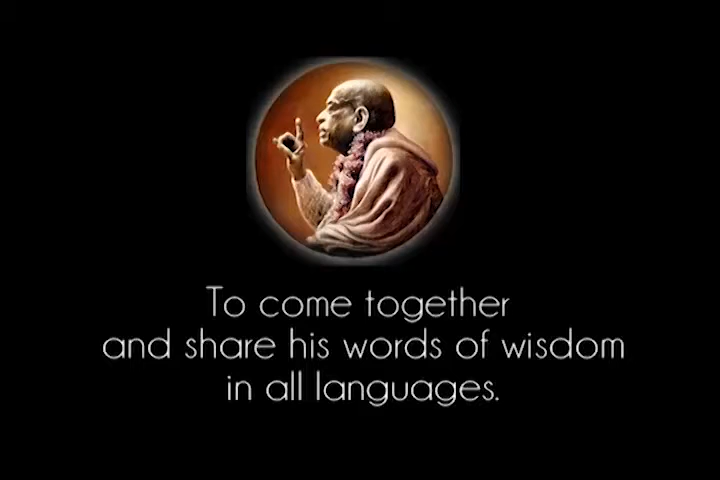 To come together
and share his words of wisdom
in all languages.